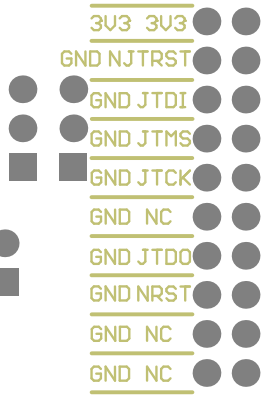 3V3 3V3
GND NJTRST
GND JTDI
GND JTMS
GND JTCK
GND NC
GND JTDO
GND NRST
GND NC
GND NC